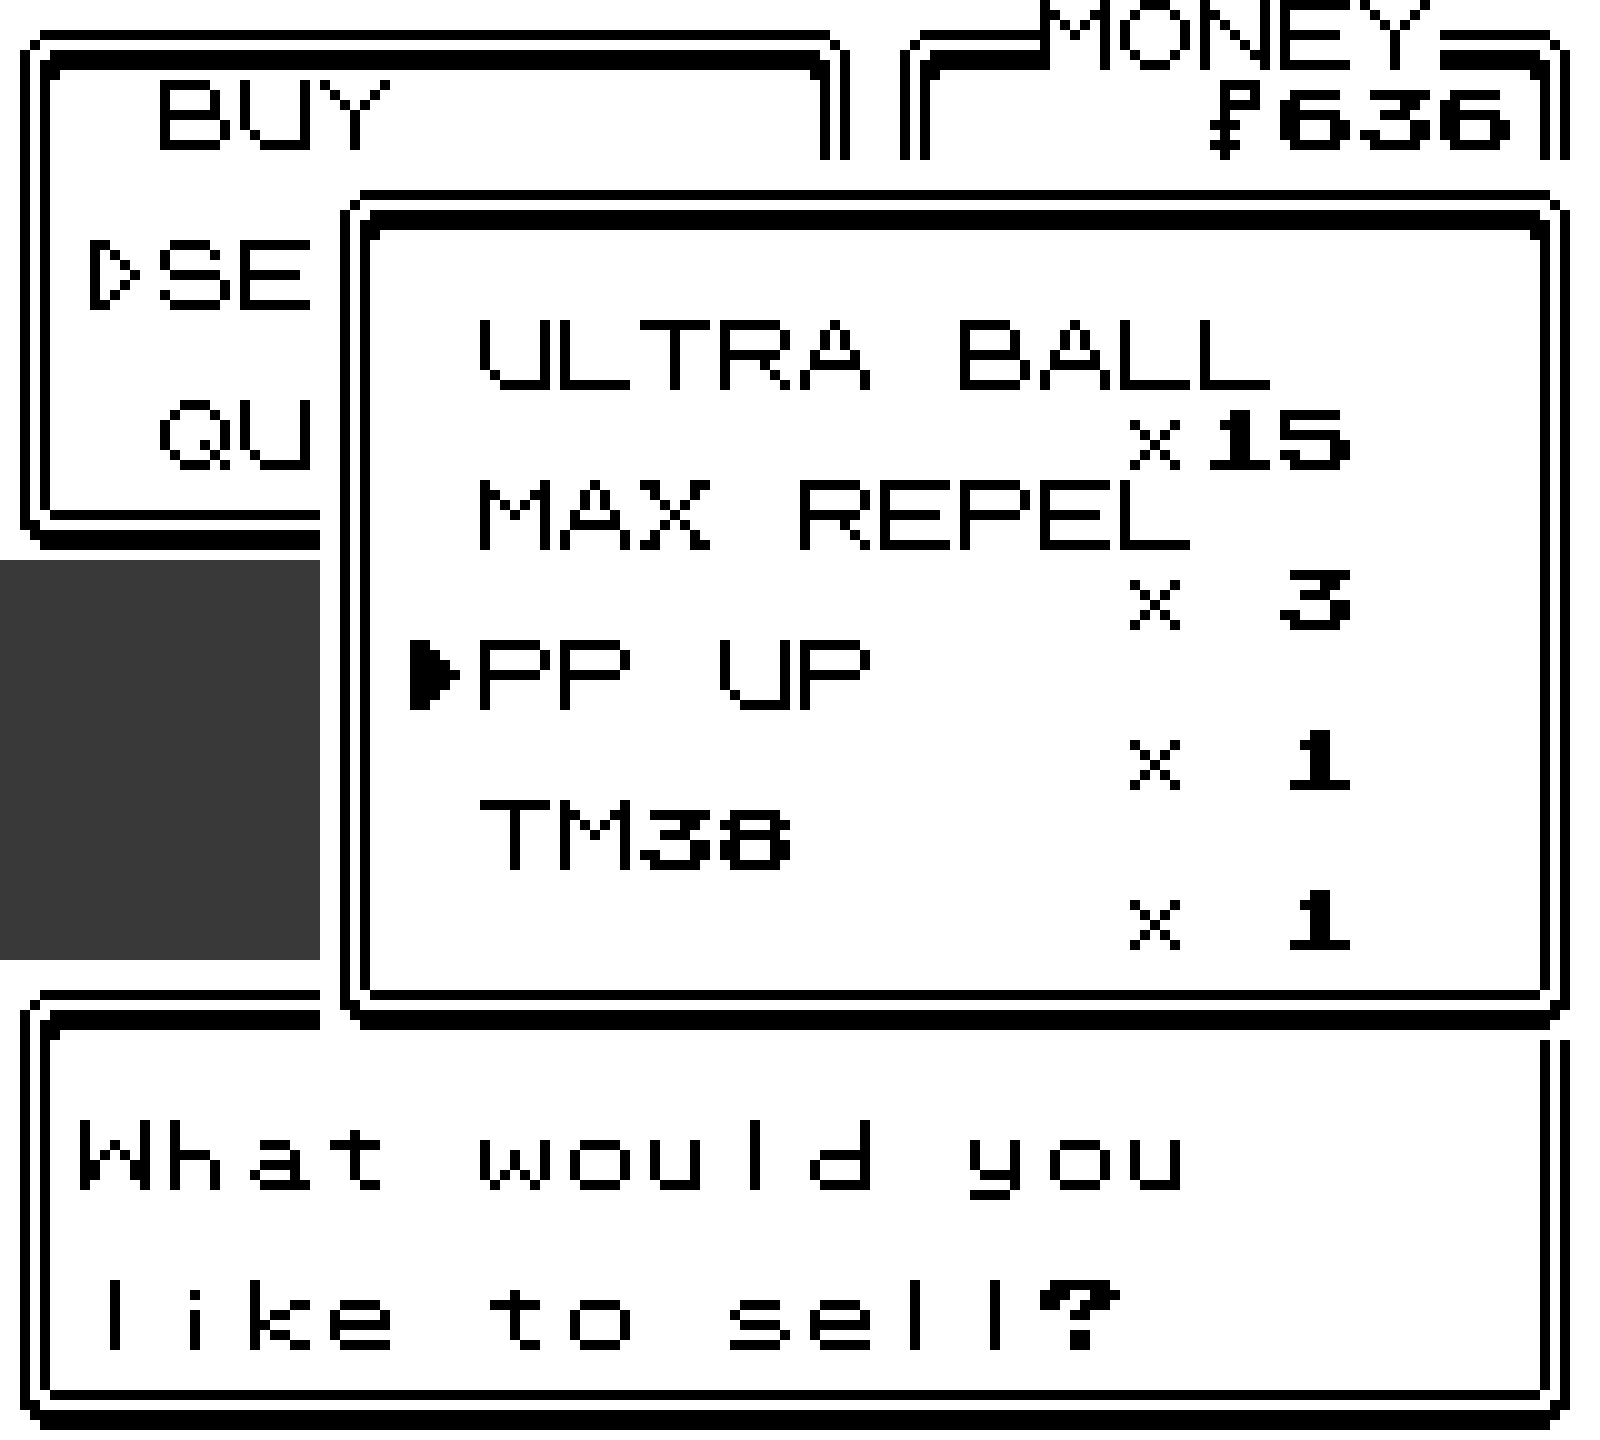 MONEY
BUY
₽636
▷SE
ULTRA BALL
×15
QU
MAX REPEL
× 3
▶PP UP
× 1
TM38
× 1
What would you
like to sell?